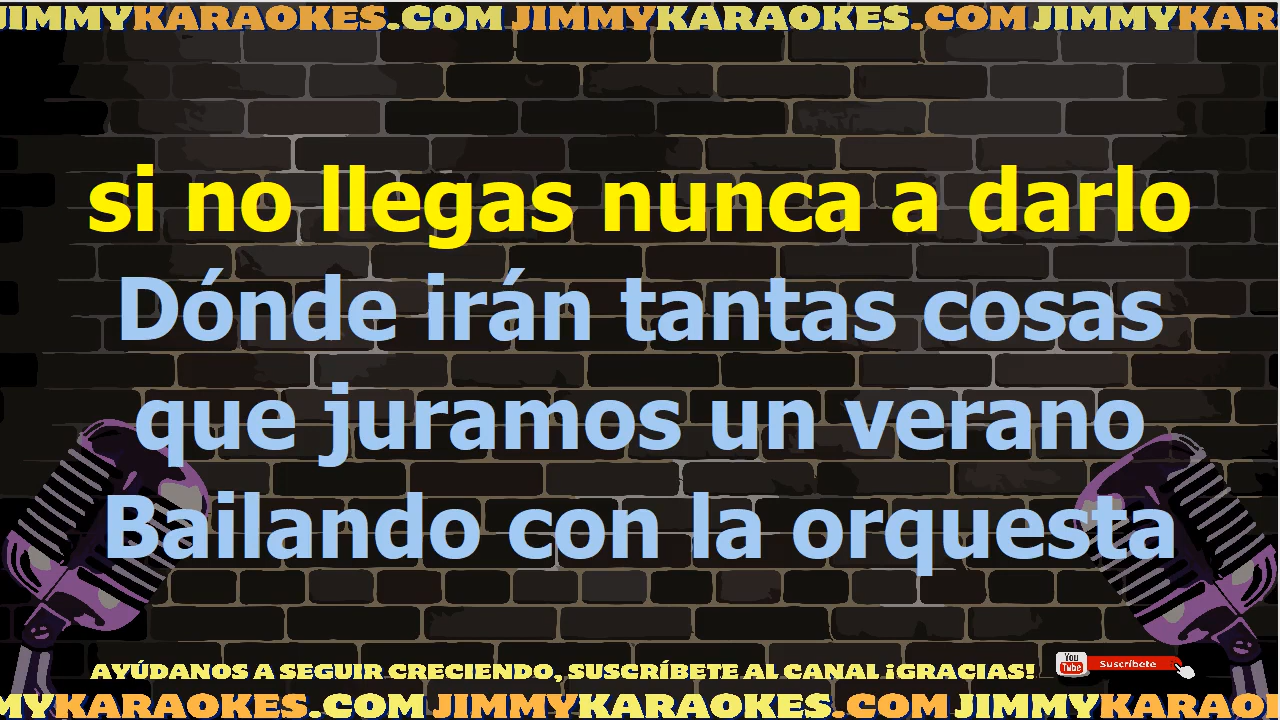 JIMMYKARAOKES.COM JIMMYKARAOKES.COM JIMMYKAR
si no llegas nunca a darlo
Dónde irán tantas cosas
que juramos un verano
Bailando con la orquesta
AYÚDANOS A SEGUIR CRECIENDO, SUSCRÍBETE AL CANAL ¡GRACIAS!
You Tube Suscríbete
MYKARAOKES.COM JIMMYKARAOKES.COM JIMMYKARAOK